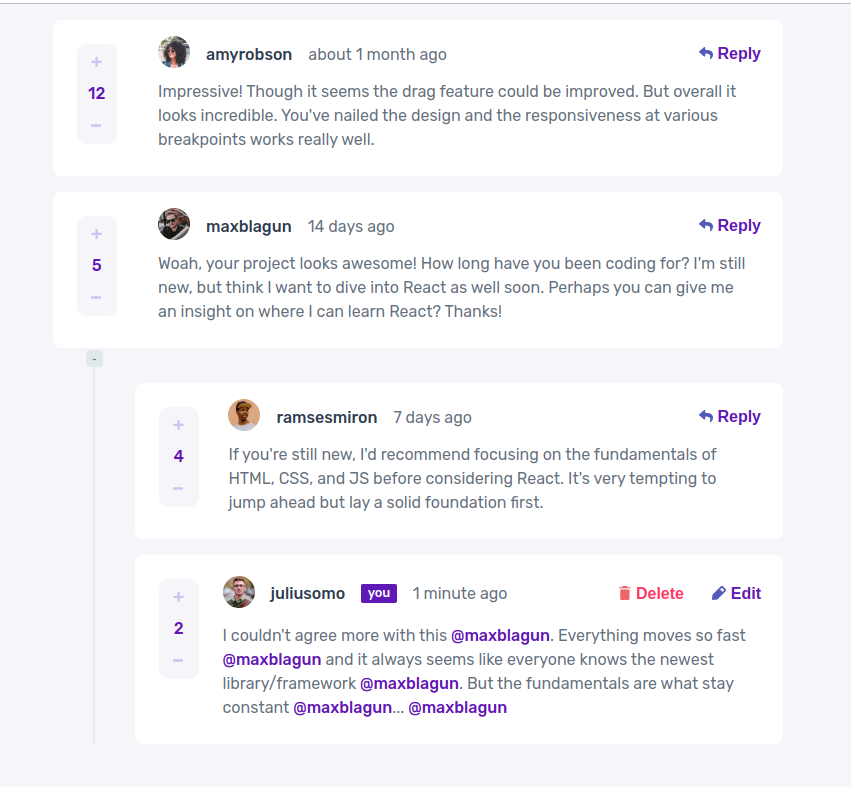 +
amyrobson about 1 month ago Reply
12
Impressive! Though it seems the drag feature could be improved. But overall it
looks incredible. You've nailed the design and the responsiveness at various
breakpoints works really well.
−
+
maxblagun 14 days ago Reply
5
Woah, your project looks awesome! How long have you been coding for? I'm still
new, but think I want to dive into React as well soon. Perhaps you can give me
an insight on where I can learn React? Thanks!
−
-
+
ramsesmiron 7 days ago Reply
4
If you're still new, I'd recommend focusing on the fundamentals of
HTML, CSS, and JS before considering React. It's very tempting to
jump ahead but lay a solid foundation first.
−
+
juliusomo you 1 minute ago Delete Edit
2
I couldn't agree more with this @maxblagun. Everything moves so fast
@maxblagun and it always seems like everyone knows the newest
library/framework @maxblagun. But the fundamentals are what stay
constant @maxblagun... @maxblagun
−